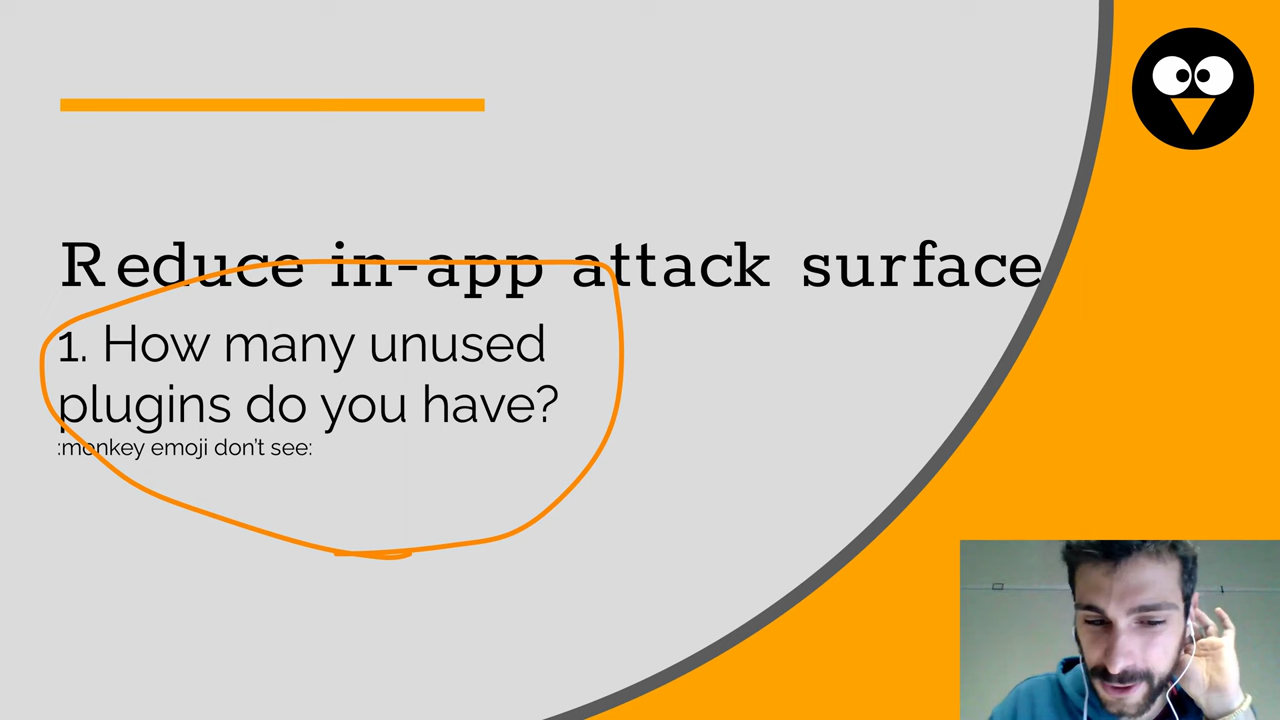 Reduce in-app attack surface
1. How many unused
plugins do you have?
:monkey emoji don't see: